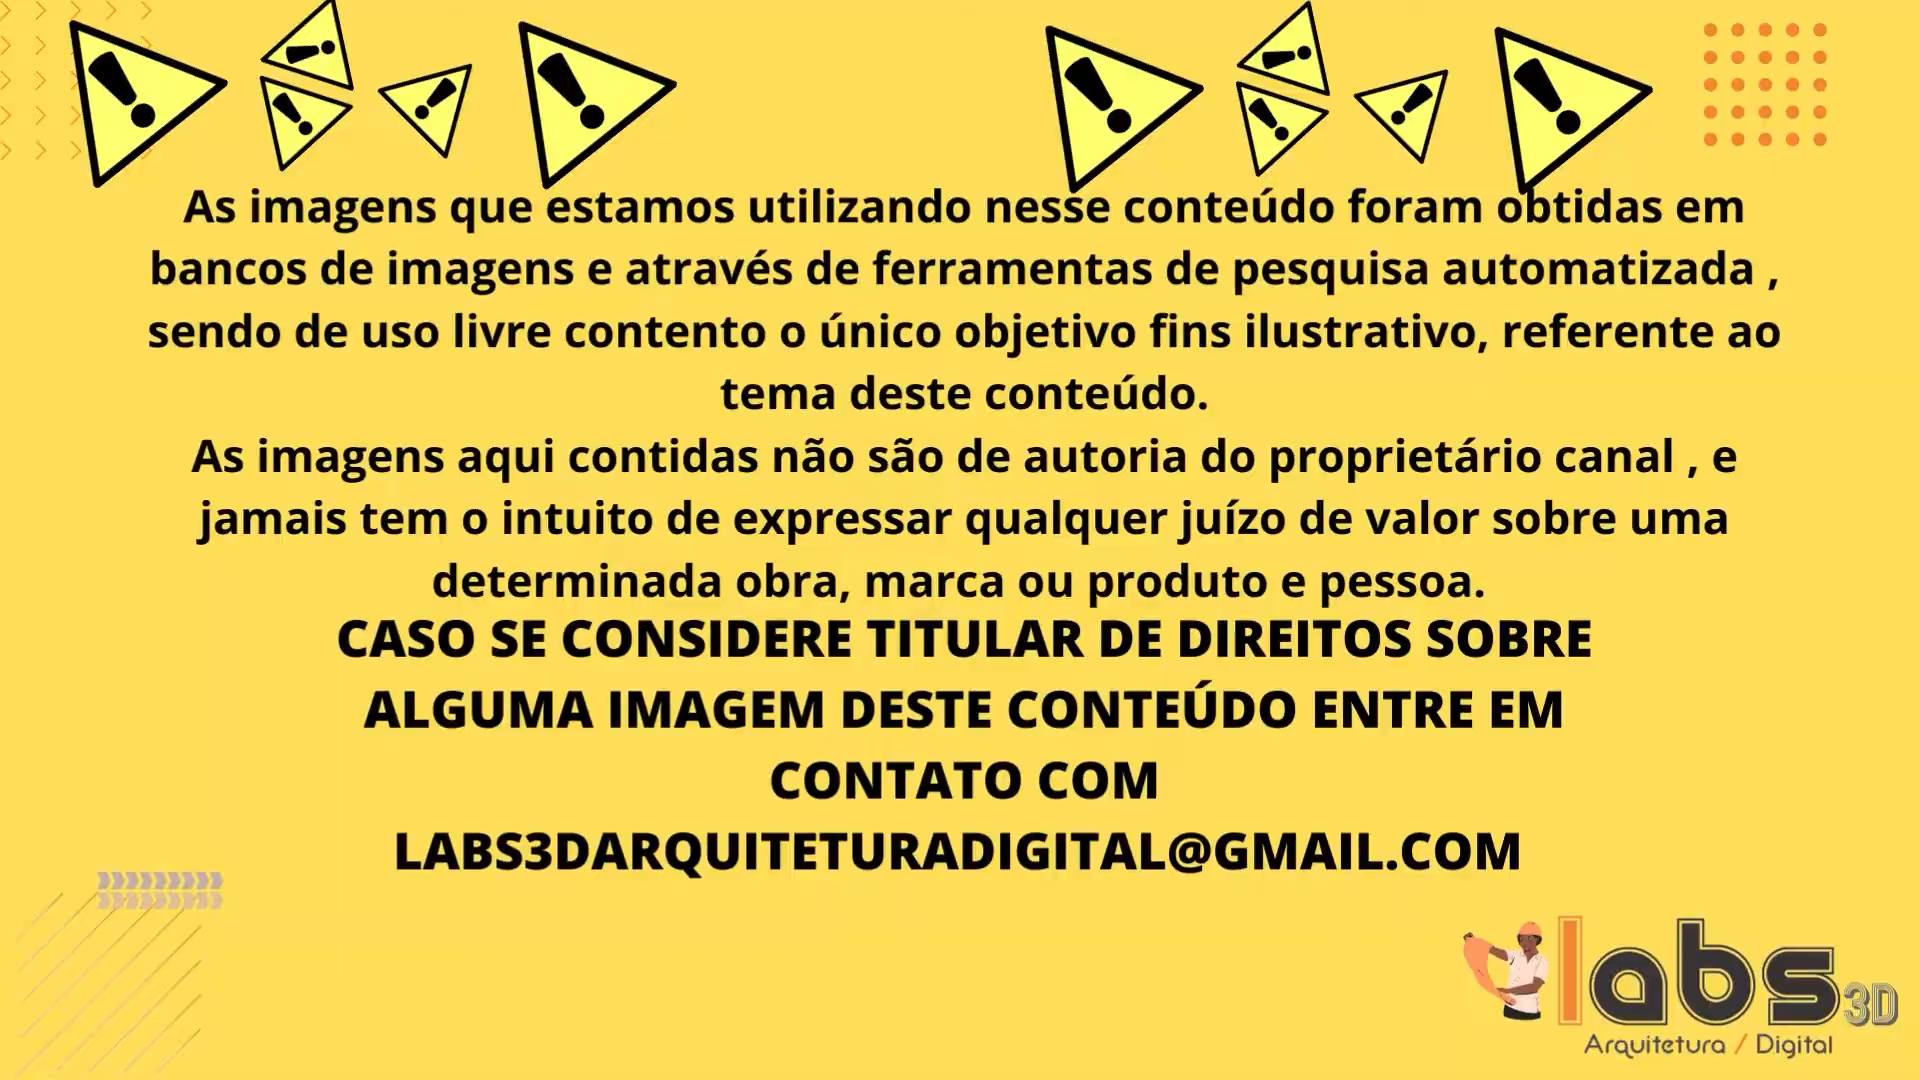 As imagens que estamos utilizando nesse conteúdo foram obtidas em
bancos de imagens e através de ferramentas de pesquisa automatizada ,
sendo de uso livre contento o único objetivo fins ilustrativo, referente ao
tema deste conteúdo.
As imagens aqui contidas não são de autoria do proprietário canal , e
jamais tem o intuito de expressar qualquer juízo de valor sobre uma
determinada obra, marca ou produto e pessoa.
CASO SE CONSIDERE TITULAR DE DIREITOS SOBRE
ALGUMA IMAGEM DESTE CONTEÚDO ENTRE EM
CONTATO COM
LABS3DARQUITETURADIGITAL@GMAIL.COM
labs 3D
Arquitetura / Digital